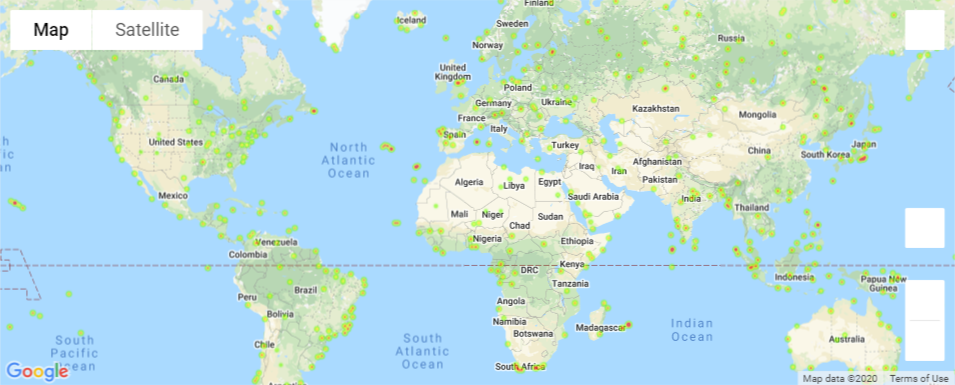 Map
Satellite
Iceland
Finland
Sweden
Norway
Russia
United
Kingdom
Canada
Poland
Germany
Ukraine
France
Kazakhstan
Mongolia
Spain
Italy
United States
Turkey
China
Japan
South Korea
North
Atlantic
Ocean
Iraq
Iran
Afghanistan
Pakistan
Algeria
Libya
Egypt
Saudi Arabia
India
Mexico
Mali
Niger
Chad
Sudan
Thailand
Nigeria
Ethiopia
Venezuela
Colombia
DRC
Kenya
Tanzania
Indonesia
Papua New
Guinea
Peru
Brazil
Angola
Bolivia
Namibia
Botswana
Madagascar
Indian
Ocean
South
Pacific
Ocean
Chile
South
Atlantic
Ocean
Australia
South Africa
Google
Map data ©2020
Terms of Use